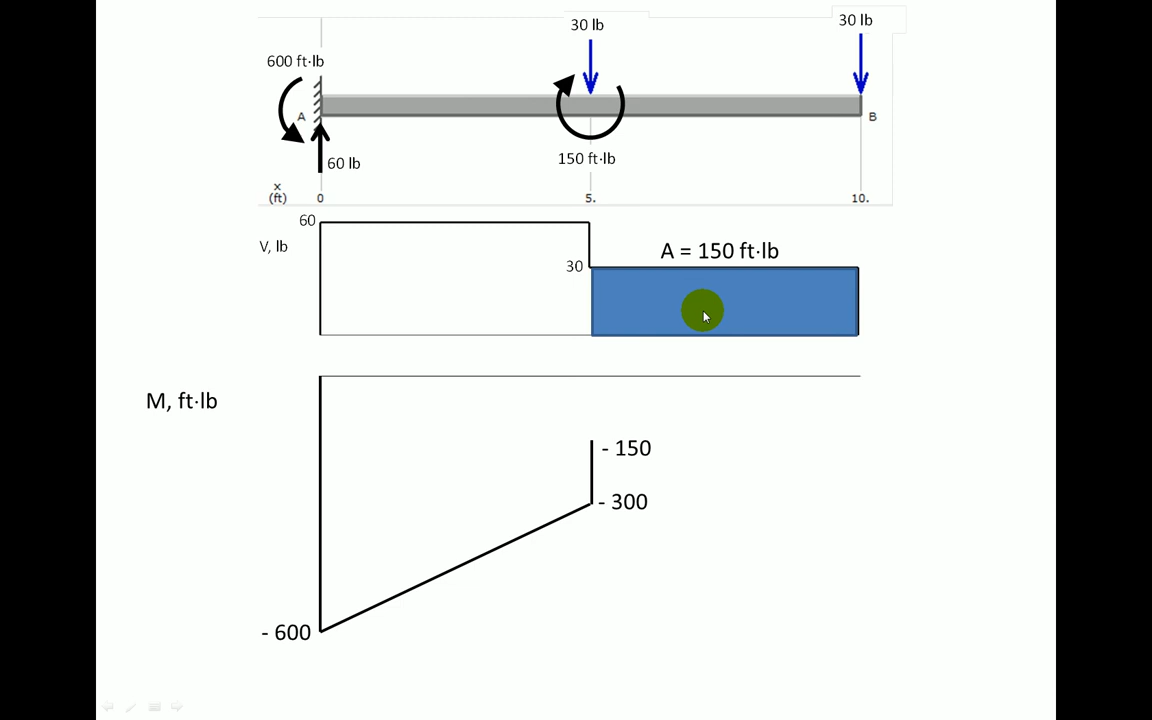 30 lb
30 lb
600 ft·lb
A
B
60 lb
150 ft·lb
x
(ft)
0
5.
10.
60
V, lb
A = 150 ft·lb
30
M, ft·lb
- 150
- 300
- 600